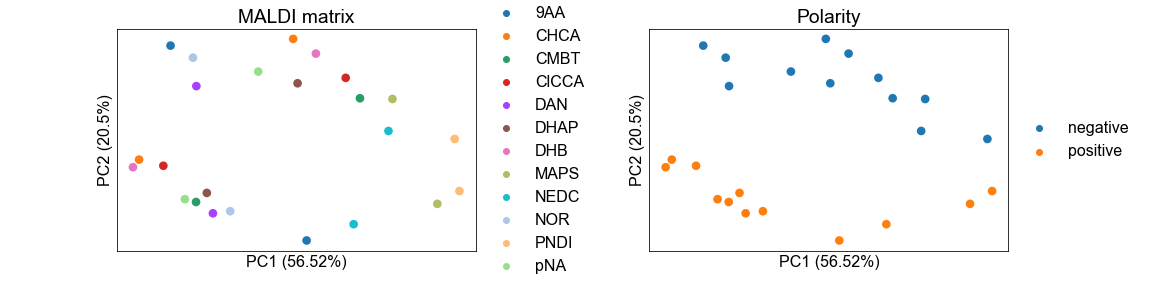 MALDI matrix
PC2 (20.5%)
PC1 (56.52%)
9AA
CHCA
CMBT
ClCCA
DAN
DHAP
DHB
MAPS
NEDC
NOR
PNDI
pNA
Polarity
PC2 (20.5%)
PC1 (56.52%)
negative
positive